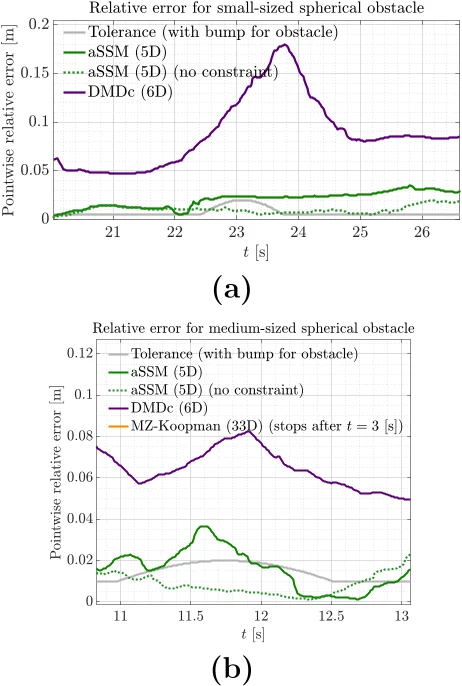 Relative error for small-sized spherical obstacle
Pointwise relative error [m]
0.2
0.15
0.1
0.05
0
Tolerance (with bump for obstacle)
aSSM (5D)
aSSM (5D) (no constraint)
DMDc (6D)
21 22 23 24 25 26
t [s]
(a)
Relative error for medium-sized spherical obstacle
Pointwise relative error [m]
0.12
0.1
0.08
0.06
0.04
0.02
0
Tolerance (with bump for obstacle)
aSSM (5D)
aSSM (5D) (no constraint)
DMDc (6D)
MZ-Koopman (33D) (stops after t = 3 [s])
11 11.5 12 12.5 13
t [s]
(b)